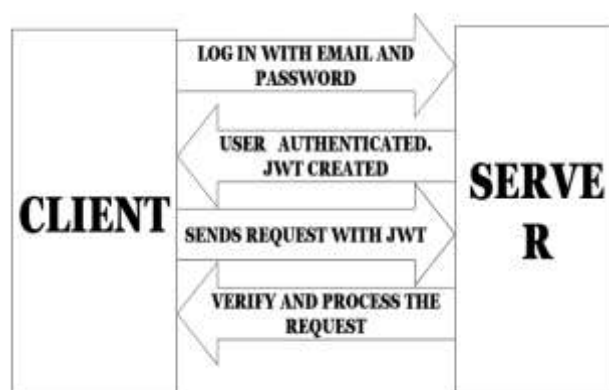 LOG IN WITH EMAIL AND
PASSWORD
USER AUTHENTICATED.
JWT CREATED
CLIENT
SERVE
R
SENDS REQUEST WITH JWT
VERIFY AND PROCESS THE
REQUEST